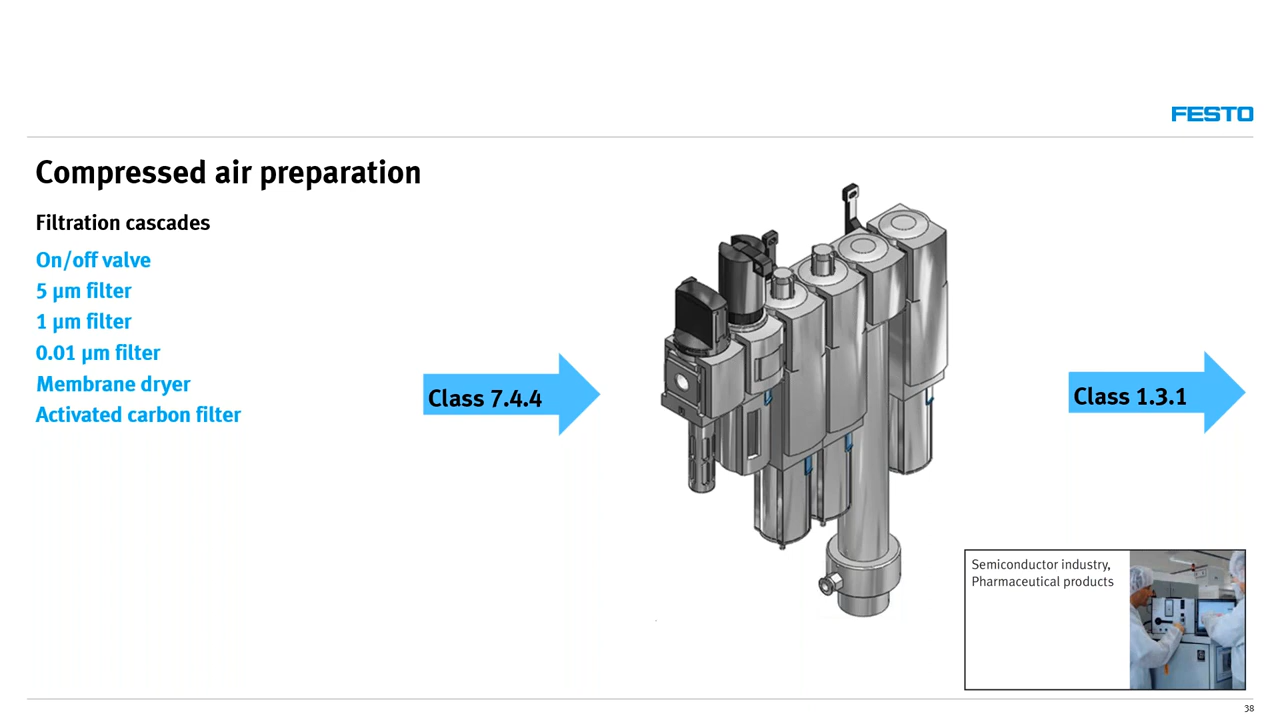 FESTO
Compressed air preparation
Filtration cascades
On/off valve
5 µm filter
1 µm filter
0.01 µm filter
Membrane dryer
Activated carbon filter
Class 7.4.4
Class 1.3.1
Semiconductor industry,
Pharmaceutical products
38